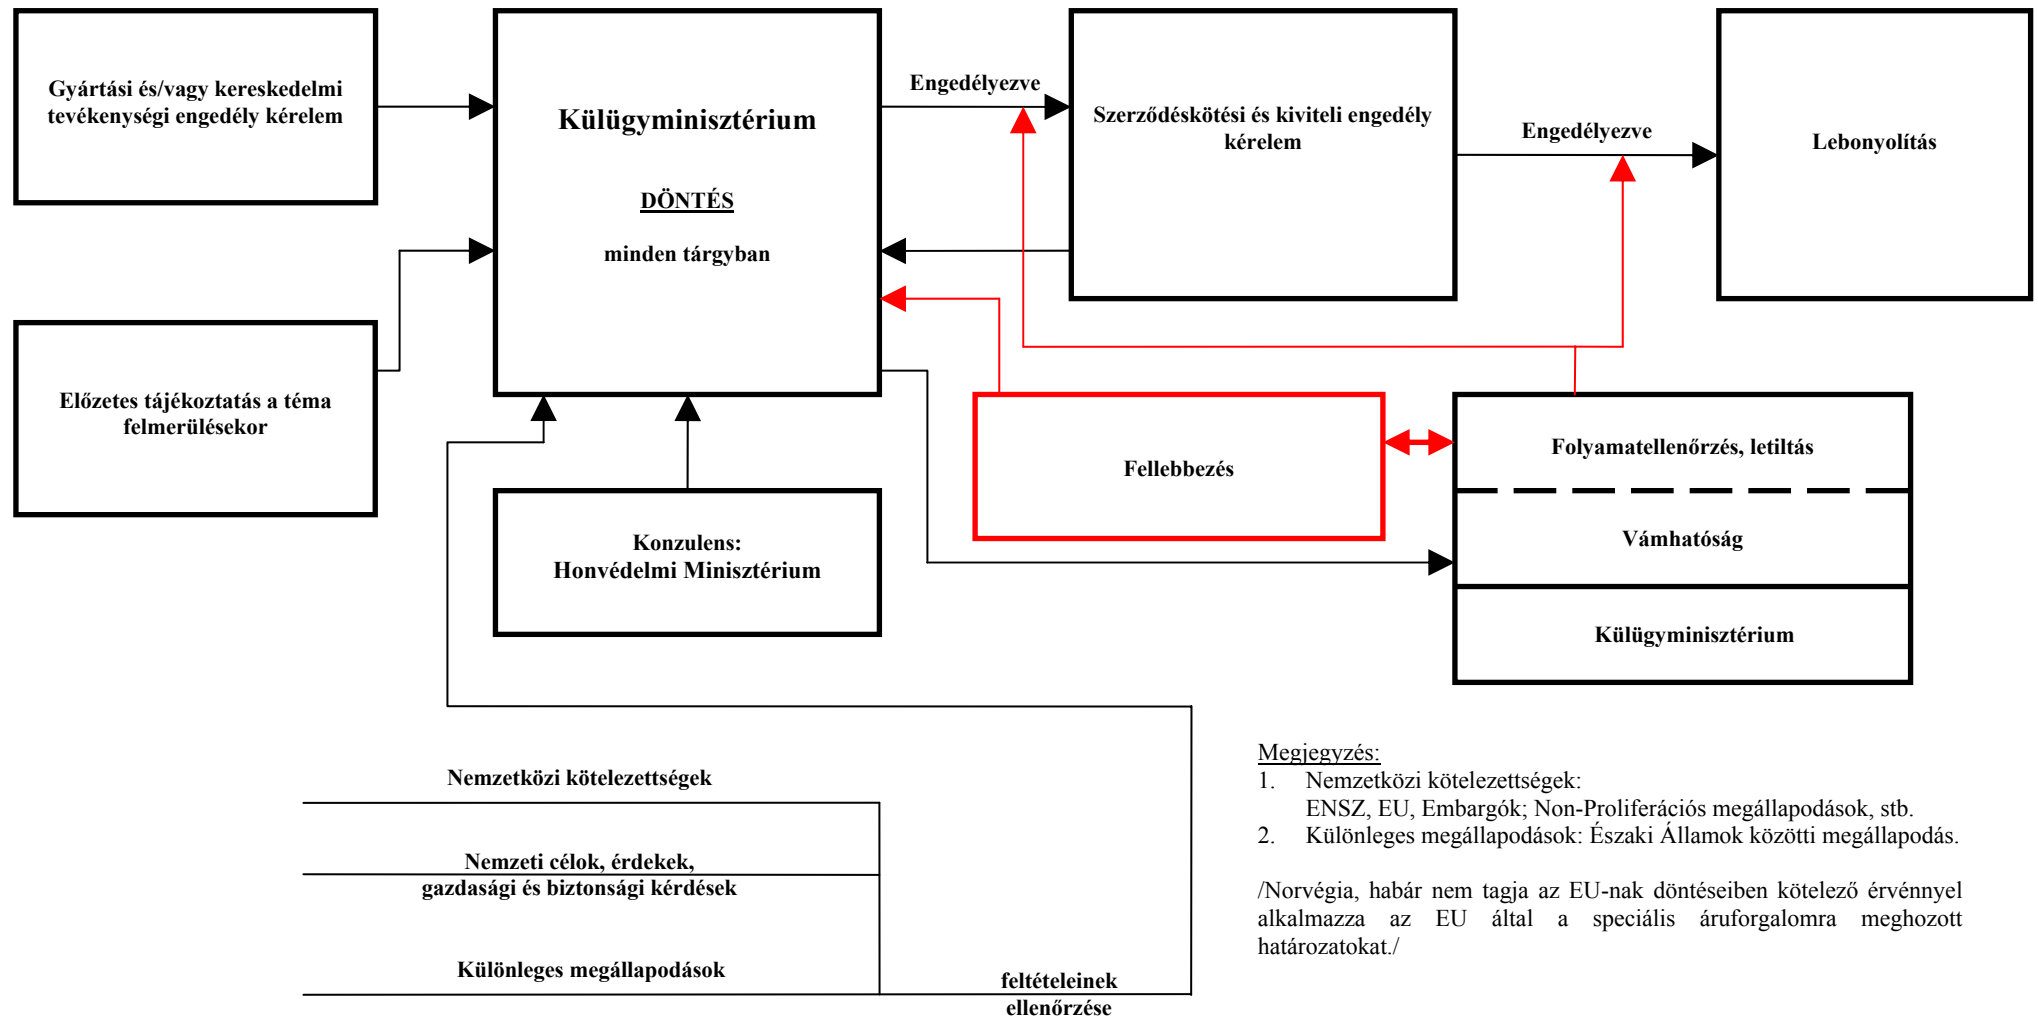 Gyártási és/vagy kereskedelmi
tevékenységi engedély kérelem
Külügyminisztérium
DÖNTÉS
minden tárgyban
Engedélyezve
Szerződéskötési és kiviteli engedély
kérelem
Engedélyezve
Lebonyolítás
Előzetes tájékoztatás a téma
felmerülésekor
Fellebbezés
Folyamatellenőrzés, letiltás
Vámhatóság
Külügyminisztérium
Konzulens:
Honvédelmi Minisztérium
Nemzetközi kötelezettségek
Nemzeti célok, érdekek,
gazdasági és biztonsági kérdések
Különleges megállapodások
feltételeinek
ellenőrzése
Megjegyzés:
1. Nemzetközi kötelezettségek:
ENSZ, EU, Embargók; Non-Proliferációs megállapodások, stb.
2. Különleges megállapodások: Északi Államok közötti megállapodás.
/Norvégia, habár nem tagja az EU-nak döntéseiben kötelező érvénnyel
alkalmazza az EU által a speciális áruforgalomra meghozott
határozatokat./